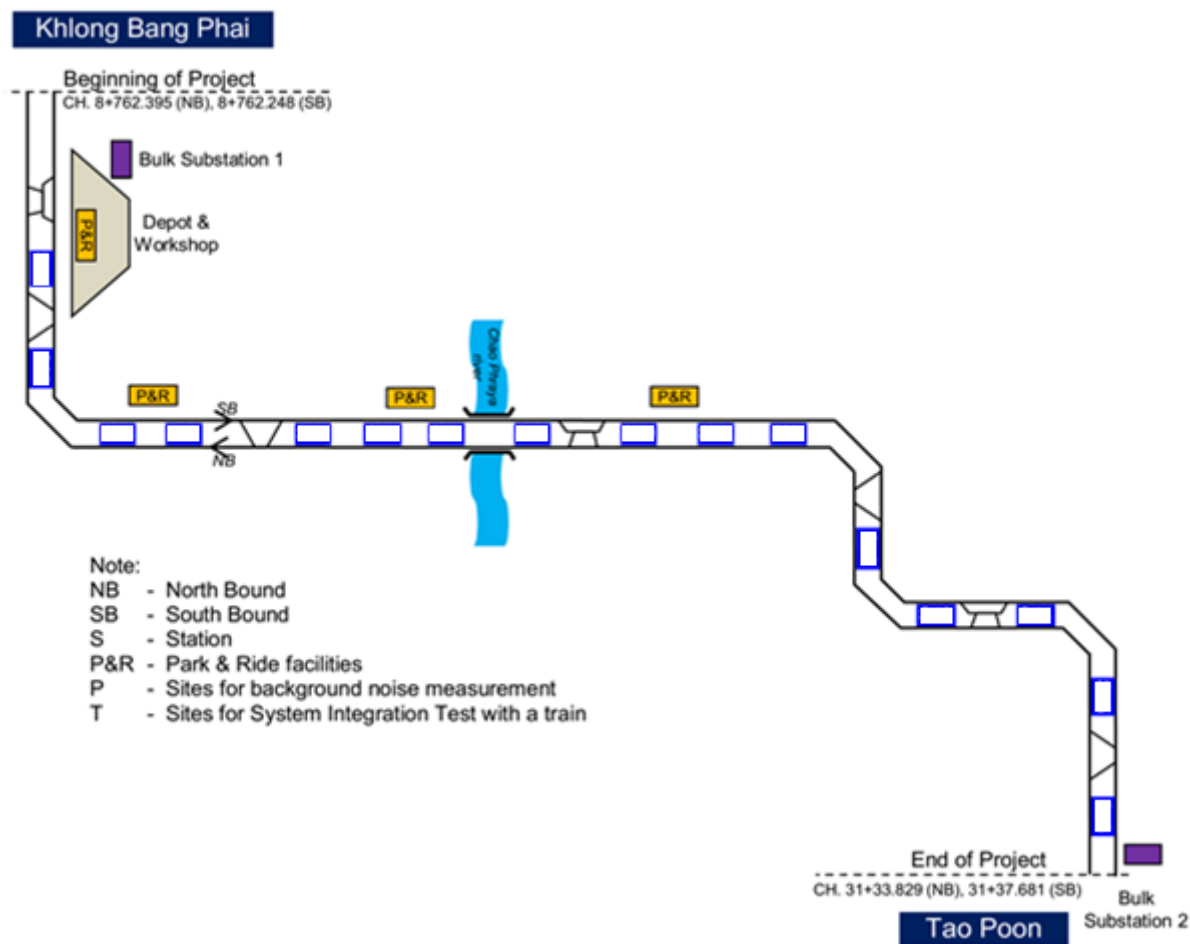 Khlong Bang Phai
Beginning of Project
CH. 8+762.395 (NB), 8+762.248 (SB)
Bulk Substation 1
P&R
Depot &
Workshop
Chao Phraya
river
P&R
P&R
P&R
SB
NB
Note:
NB - North Bound
SB - South Bound
S - Station
P&R - Park & Ride facilities
P - Sites for background noise measurement
T - Sites for System Integration Test with a train
End of Project
CH. 31+33.829 (NB), 31+37.681 (SB)
Tao Poon
Bulk
Substation 2